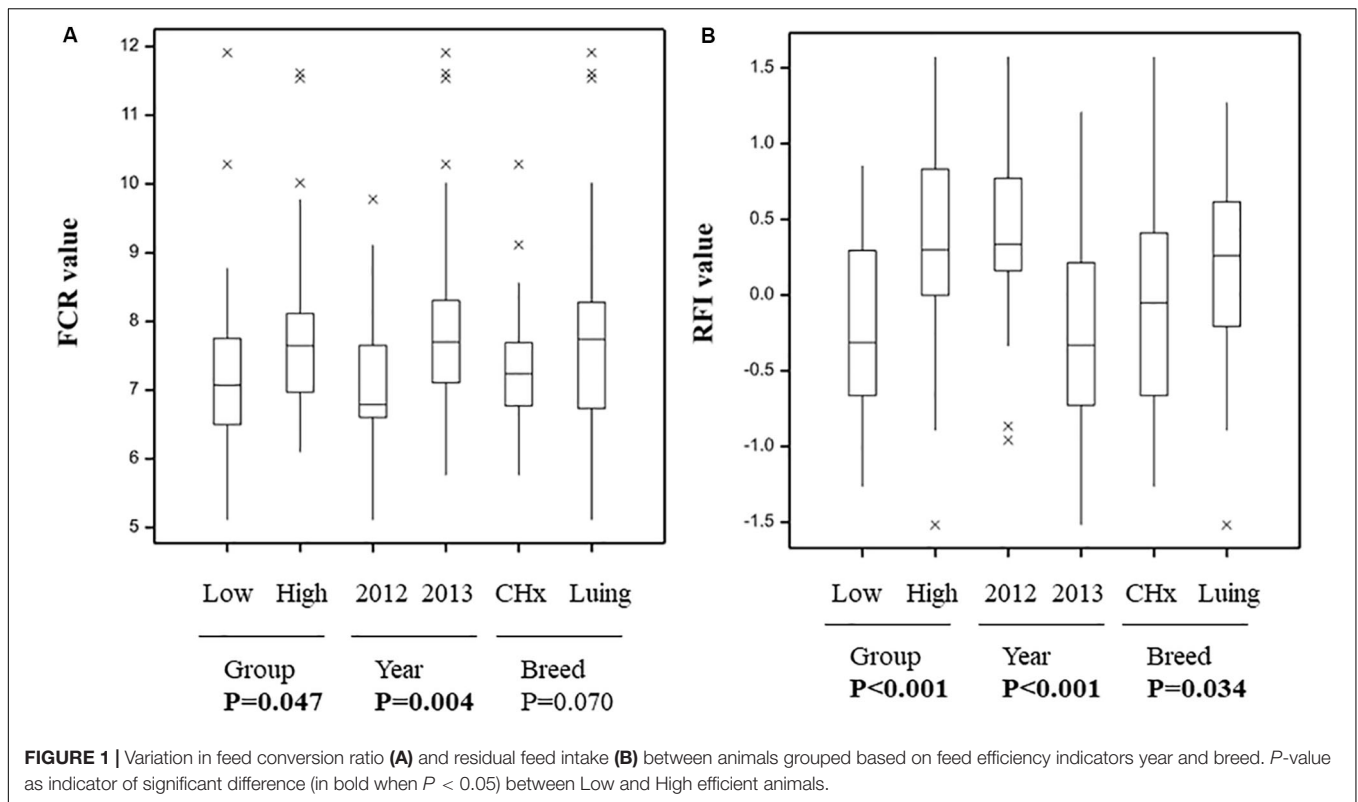 A
FCR value
12
11
10
9
8
7
6
5
Low High 2012 2013 CHx Luing
Group Year Breed
P=0.047 P=0.004 P=0.070
B
RFI value
1.5
1.0
0.5
0.0
-0.5
-1.0
-1.5
Low High 2012 2013 CHx Luing
Group Year Breed
P<0.001 P<0.001 P=0.034
FIGURE 1 | Variation in feed conversion ratio (A) and residual feed intake (B) between animals grouped based on feed efficiency indicators year and breed. P-value
as indicator of significant difference (in bold when P < 0.05) between Low and High efficient animals.